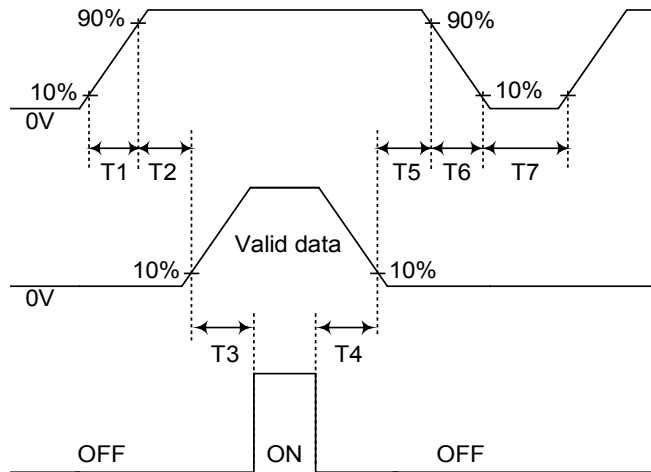 90%
90%
10%
10%
0V
T1
T2
T5
T6
T7
Valid data
10%
10%
0V
T3
T4
OFF
ON
OFF